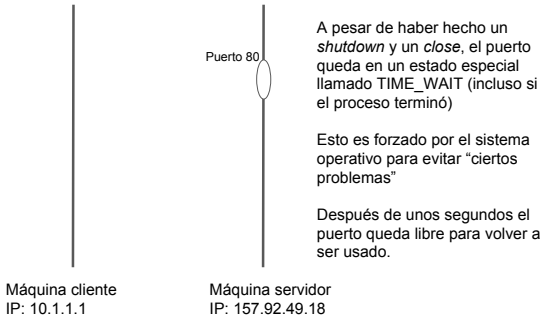 A pesar de haber hecho un
shutdown y un close, el puerto
queda en un estado especial
llamado TIME_WAIT (incluso si
el proceso terminó)
Esto es forzado por el sistema
operativo para evitar “ciertos
problemas”
Después de unos segundos el
puerto queda libre para volver a
ser usado.
Puerto 80
Máquina cliente
IP: 10.1.1.1
Máquina servidor
IP: 157.92.49.18